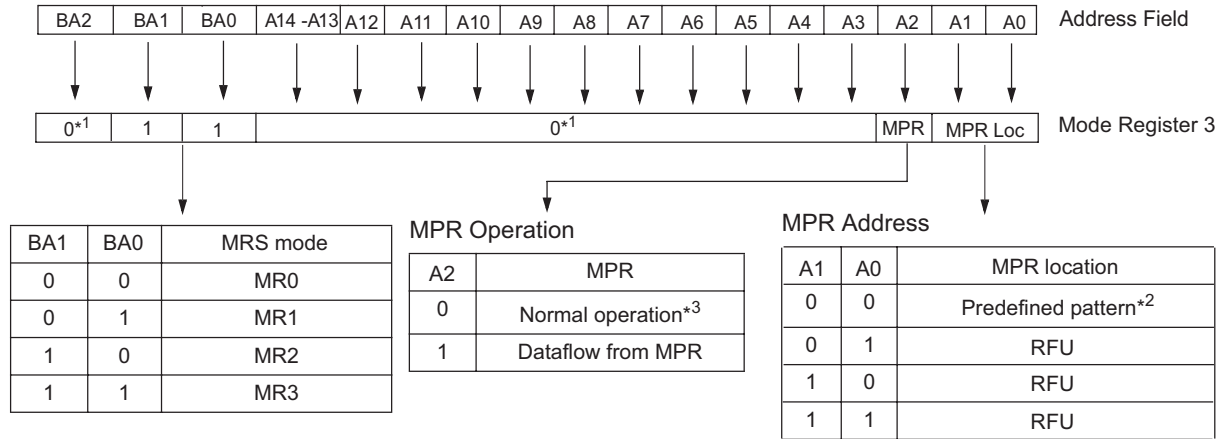 BA2 BA1 BA0 A14 -A13 A12 A11 A10 A9 A8 A7 A6 A5 A4 A3 A2 A1 A0 Address Field
0*1 1 1 0*1 MPR MPR Loc Mode Register 3
BA1 BA0 MRS mode
0 0 MR0
0 1 MR1
1 0 MR2
1 1 MR3
MPR Operation
A2 MPR
0 Normal operation*3
1 Dataflow from MPR
MPR Address
A1 A0 MPR location
0 0 Predefined pattern*2
0 1 RFU
1 0 RFU
1 1 RFU